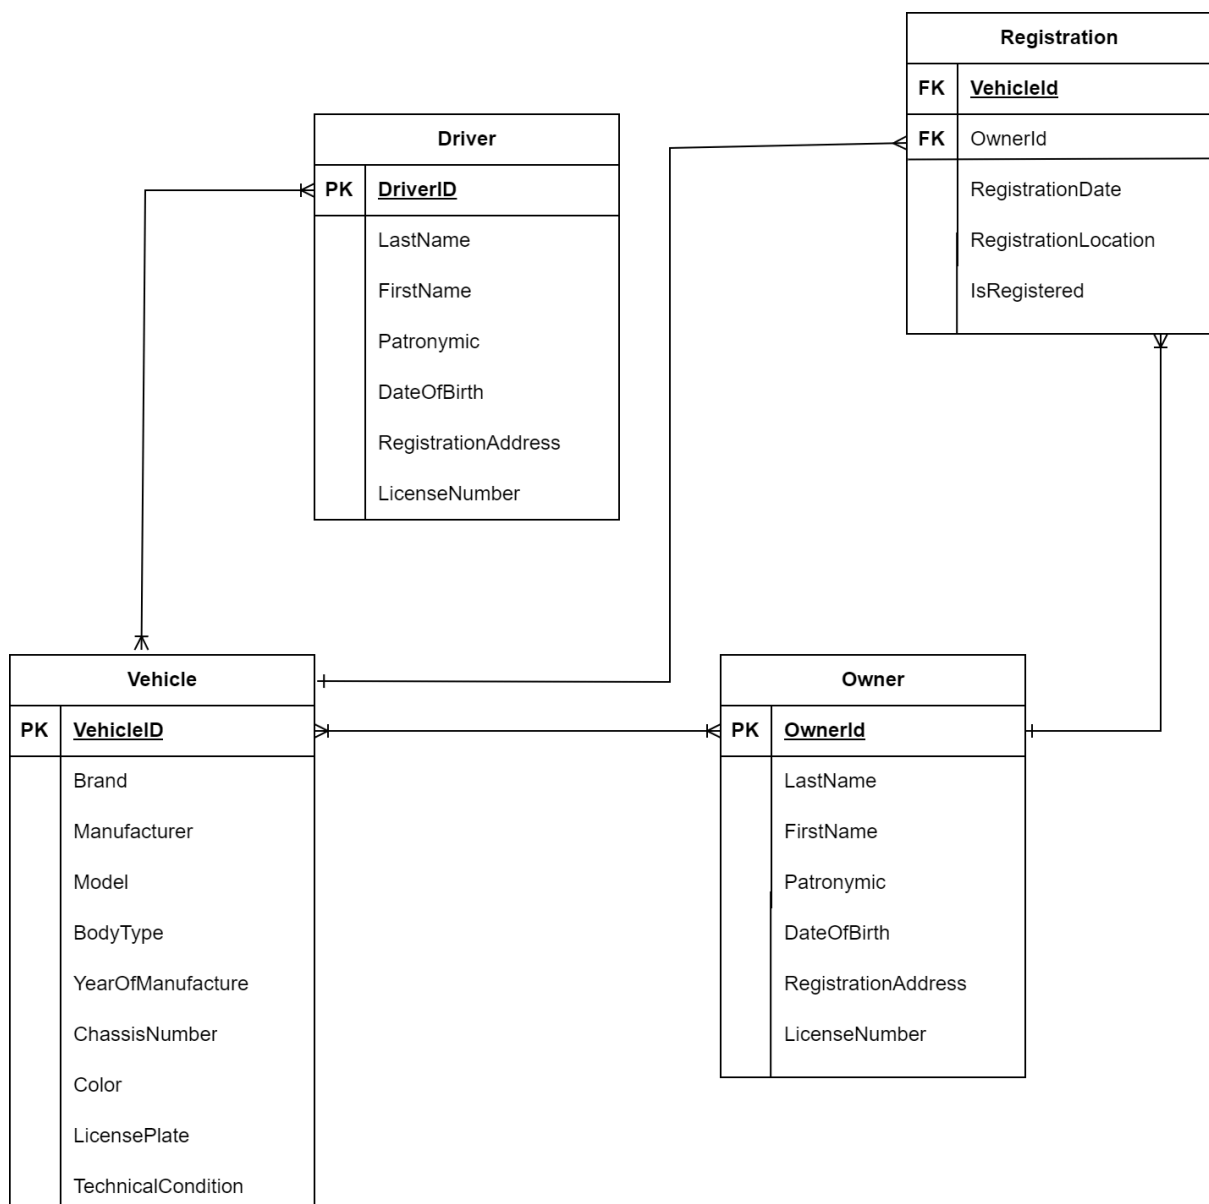 Registration
FK VehicleId
FK OwnerId
RegistrationDate
RegistrationLocation
IsRegistered
Driver
PK DriverID
LastName
FirstName
Patronymic
DateOfBirth
RegistrationAddress
LicenseNumber
Vehicle
PK VehicleID
Brand
Manufacturer
Model
BodyType
YearOfManufacture
ChassisNumber
Color
LicensePlate
TechnicalCondition
Owner
PK OwnerId
LastName
FirstName
Patronymic
DateOfBirth
RegistrationAddress
LicenseNumber